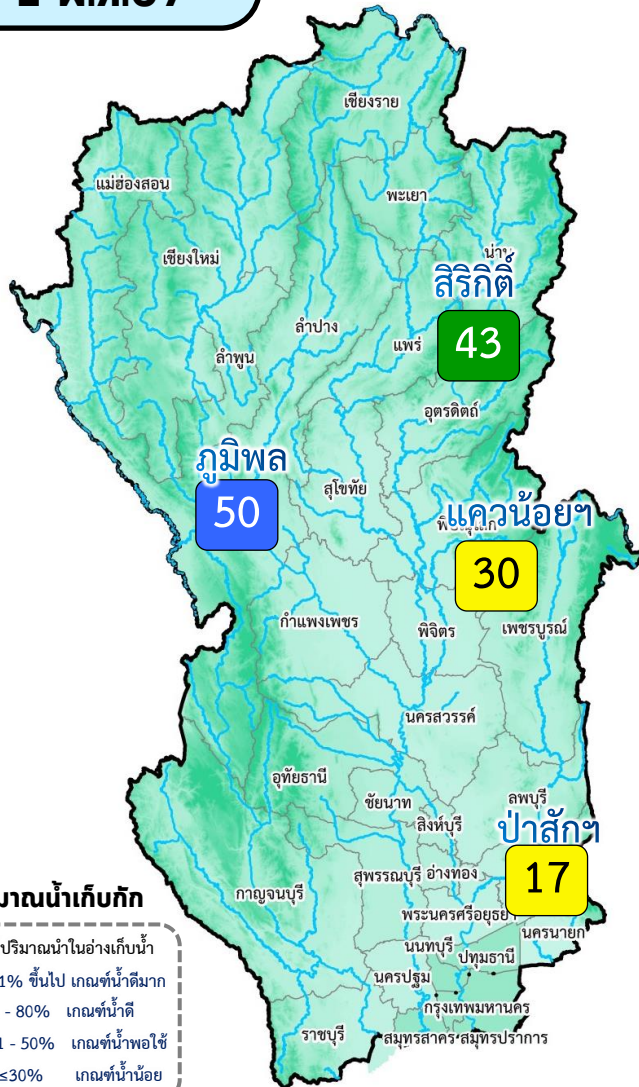 เชียงราย
แม่ฮ่องสอน
พะเยา
น่าน
เชียงใหม่
สิริกิติ์
43
ลำปาง
แพร่
ลำพูน
อุตรดิตถ์
ภูมิพล
50
สุโขทัย
แควน้อยฯ
30
กำแพงเพชร
พิจิตร
เพชรบูรณ์
นครสวรรค์
อุทัยธานี
ชัยนาท
ลพบุรี
สิงห์บุรี
ป่าสักฯ
17
สุพรรณบุรี
อ่างทอง
กาญจนบุรี
พระนครศรีอยุธยา
นครนายก
นนทบุรี
ปทุมธานี
นครปฐม
กรุงเทพมหานคร
ราชบุรี
สมุทรสาคร
สมุทรปราการ
น้ำเก็บกัก
ปริมาณน้ำในอ่างเก็บน้ำ
1% ขึ้นไป เกณฑ์น้ำดีมาก
- 80% เกณฑ์น้ำดี
1 - 50% เกณฑ์น้ำพอใช้
≤30% เกณฑ์น้ำน้อย